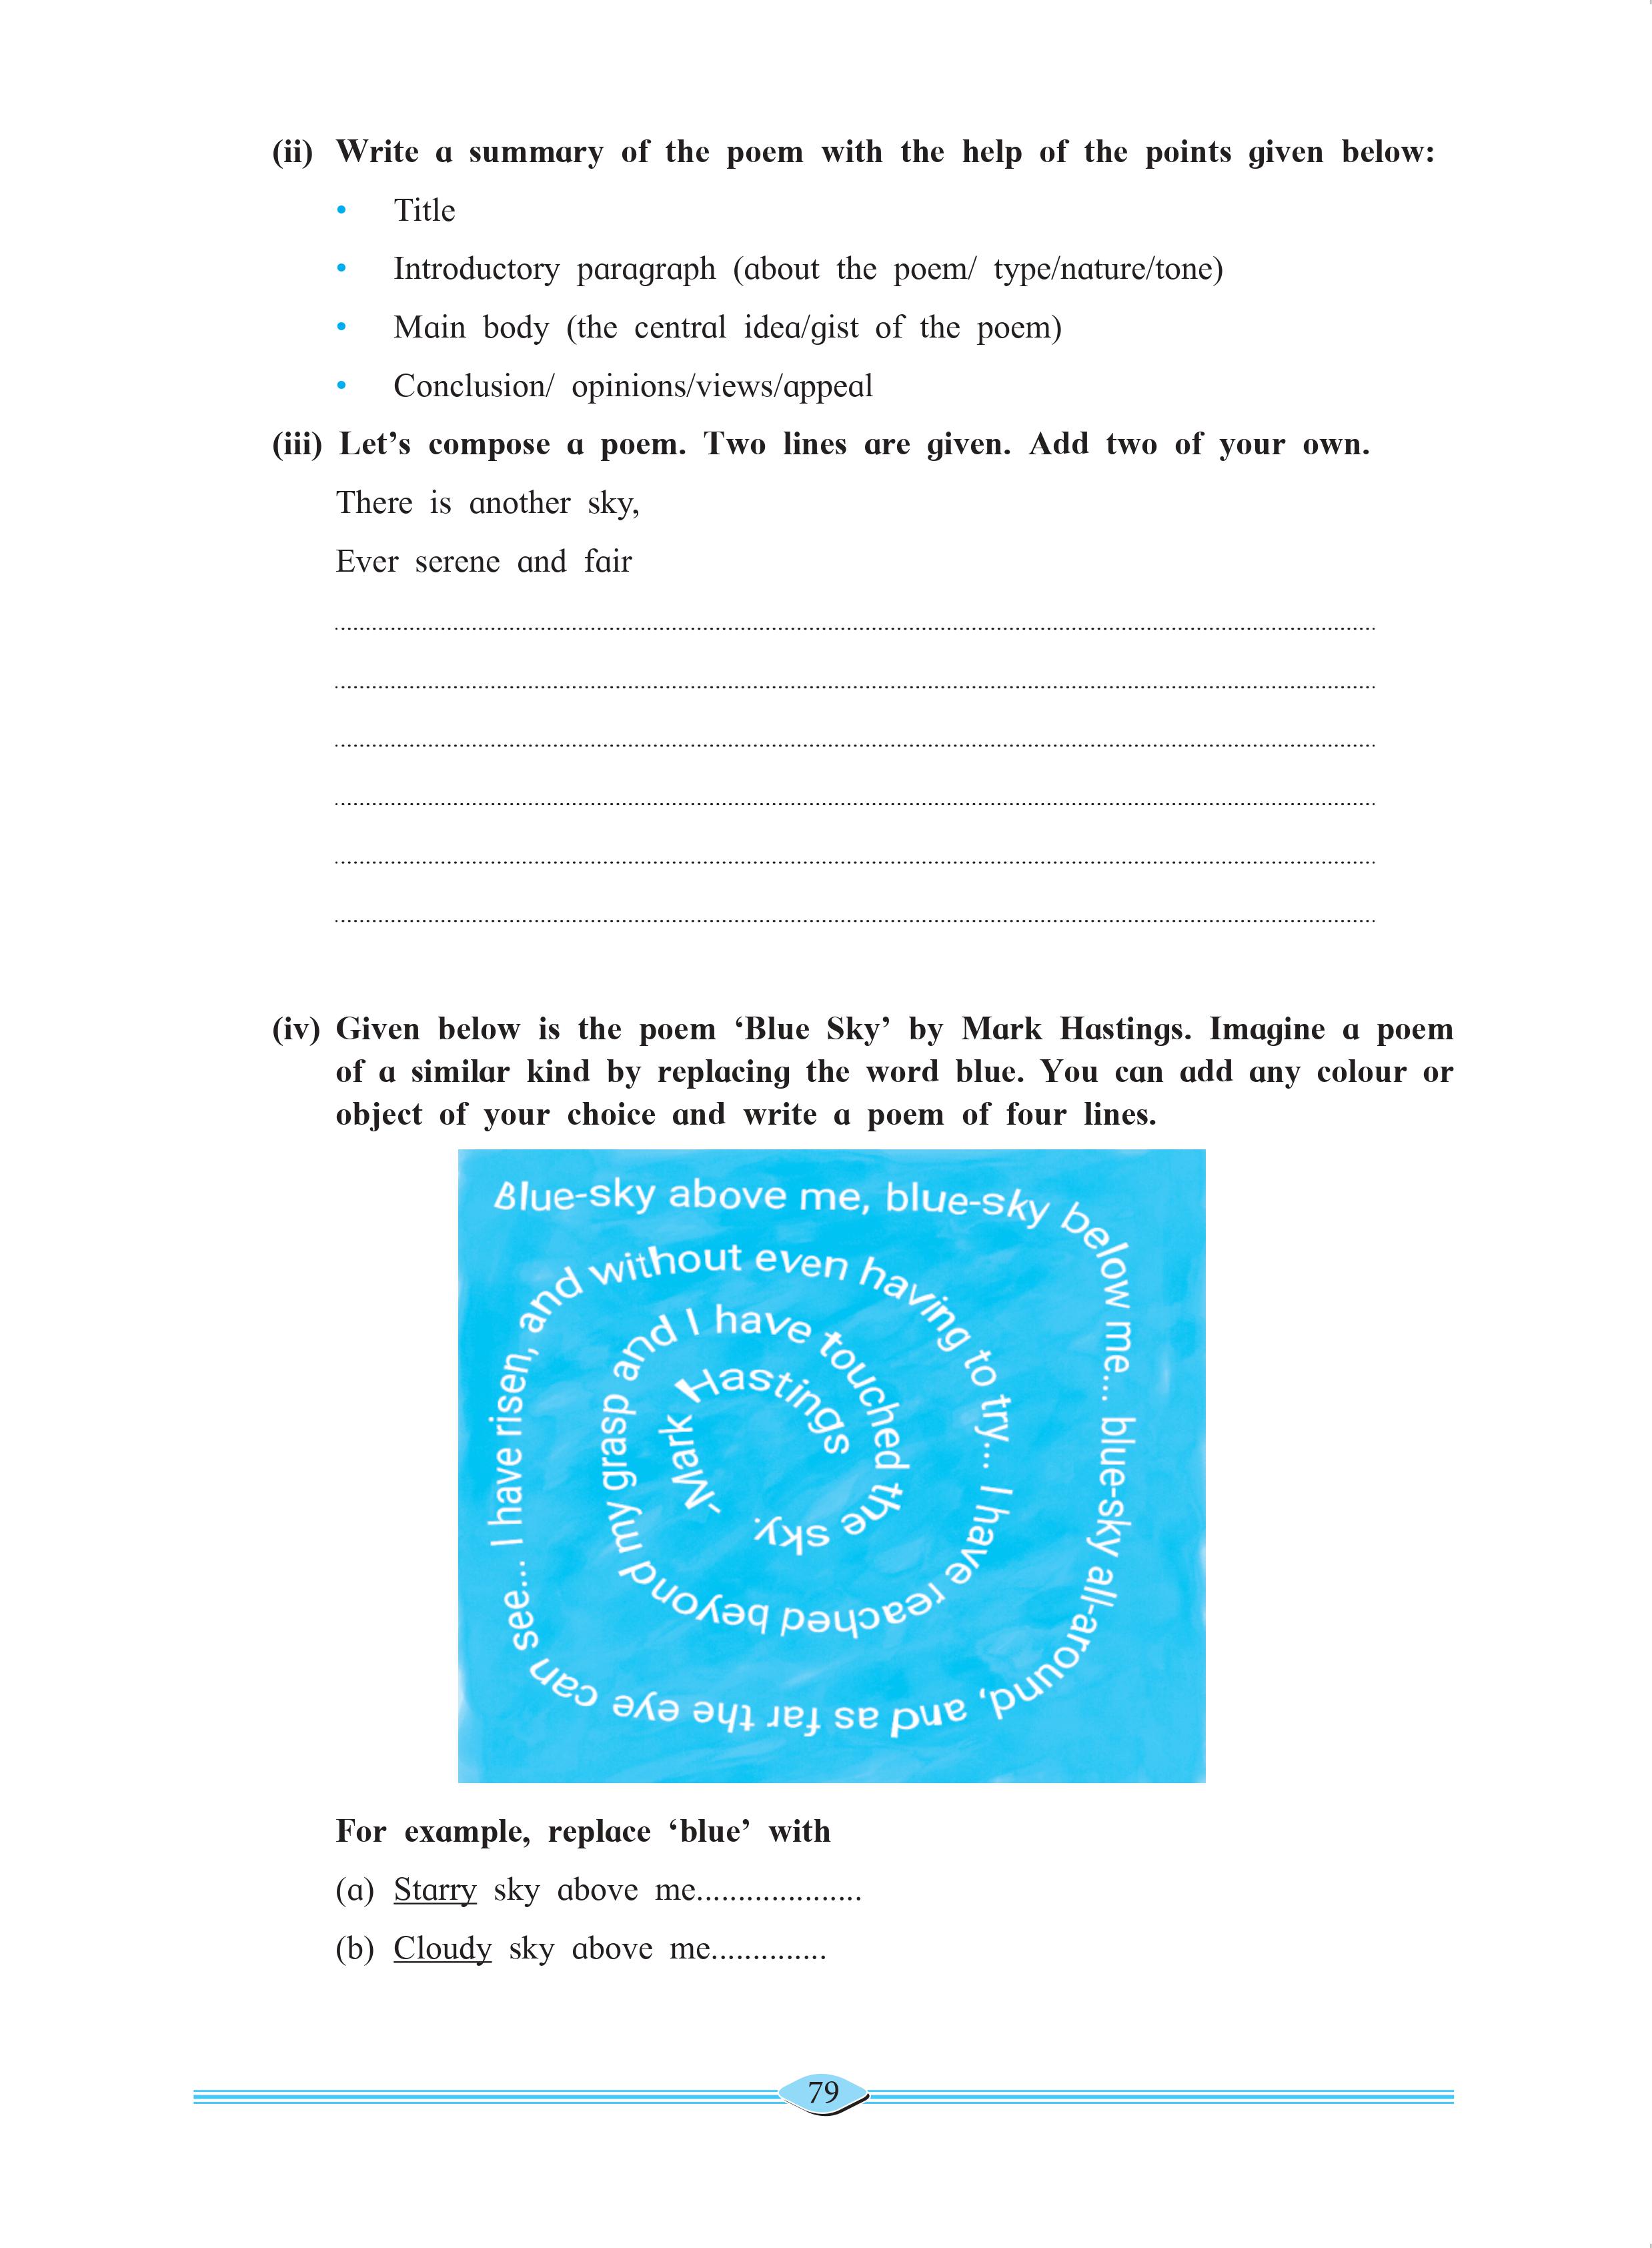 (ii) Write a summary of the poem with the help of the points given below:
• Title
• Introductory paragraph (about the poem/ type/nature/tone)
• Main body (the central idea/gist of the poem)
• Conclusion/ opinions/views/appeal
(iii) Let’s compose a poem. Two lines are given. Add two of your own.
There is another sky,
Ever serene and fair
(iv) Given below is the poem ‘Blue Sky’ by Mark Hastings. Imagine a poem
of a similar kind by replacing the word blue. You can add any colour or
object of your choice and write a poem of four lines.
Blue-sky above me, blue-sky below me... blue-sky all-around, and as far the eye can see... I have risen, and without even having to try... I have reached beyond my grasp and I have touched the sky.
-Mark Hastings
For example, replace ‘blue’ with
(a) Starry sky above me....................
(b) Cloudy sky above me..............
79